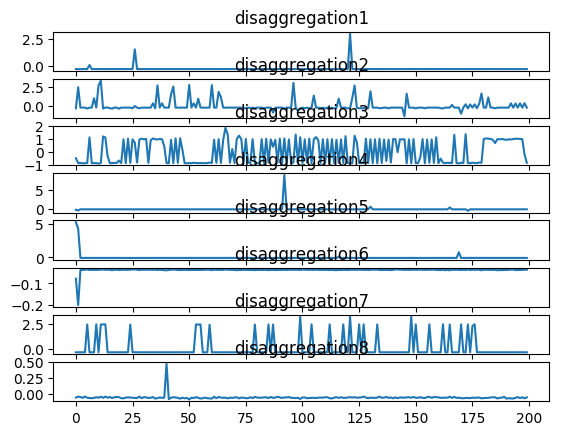 disaggregation1
2.5
0.0
disaggregation2
2.5
0.0
disaggregation3
2
1
0
−1
disaggregation4
5
0
disaggregation5
5
0
disaggregation6
−0.1
−0.2
disaggregation7
2.5
0.0
disaggregation8
0.50
0.25
0.00
0 25 50 75 100 125 150 175 200